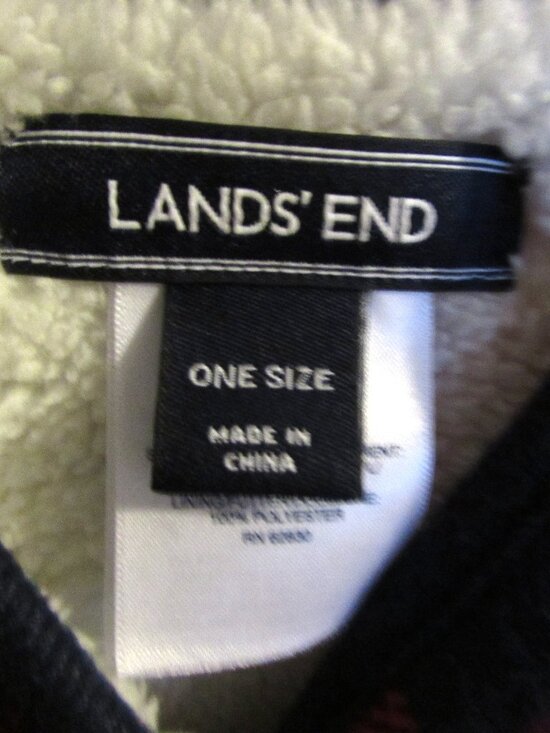 LANDS' END
ONE SIZE
MADE IN
CHINA
100% POLYESTER